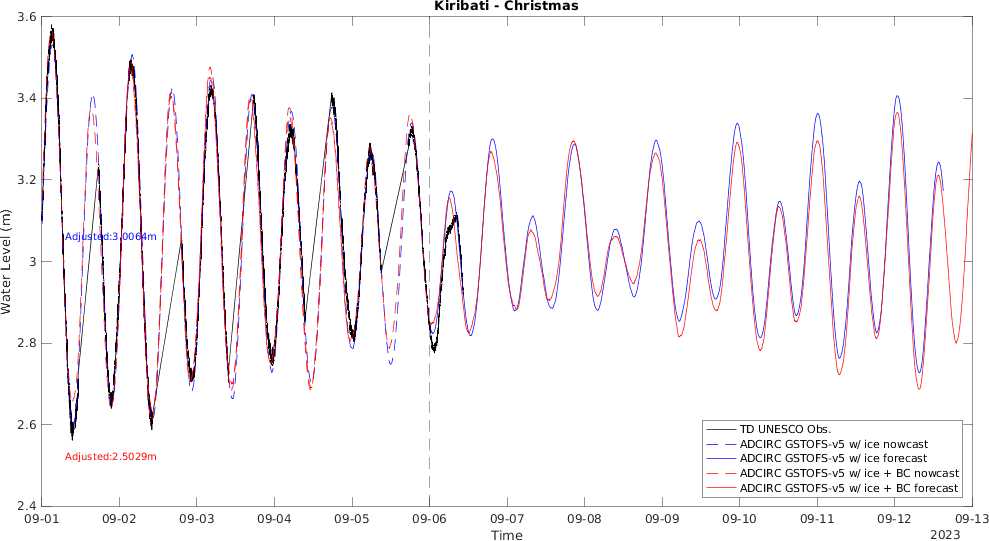 Kiribati - Christmas
Water Level (m)
3.6
3.4
3.2
3
2.8
2.6
2.4
Adjusted:3.0064m
Adjusted:2.5029m
TD UNESCO Obs.
ADCIRC GSTOFS-v5 w/ ice nowcast
ADCIRC GSTOFS-v5 w/ ice forecast
ADCIRC GSTOFS-v5 w/ ice + BC nowcast
ADCIRC GSTOFS-v5 w/ ice + BC forecast
09-01 09-02 09-03 09-04 09-05 09-06 09-07 09-08 09-09 09-10 09-11 09-12 09-13
Time
2023